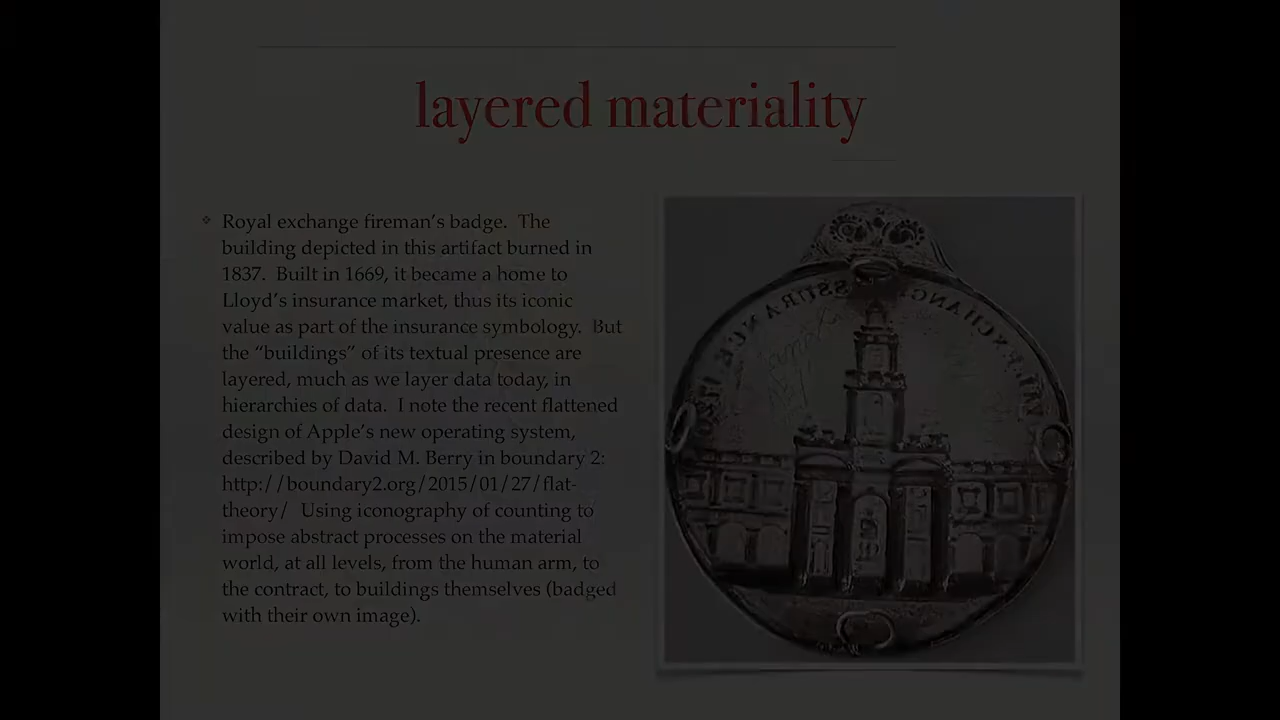 layered materiality
Royal exchange fireman's badge.  The
building depicted in this artifact burned in
1837.  Built in 1669, it became a home to
Lloyd's insurance market, thus its iconic
value as part of the insurance symbology.  But
the “buildings” of its textual presence are
layered, much as we layer data today, in
hierarchies of data.  I note the recent flattened
design of Apple's new operating system,
described by David M. Berry in boundary 2:
http://boundary2.org/2015/01/27/flat-
theory/  Using iconography of counting to
impose abstract processes on the material
world, at all levels, from the human arm, to
the contract, to buildings themselves (badged
with their own image).